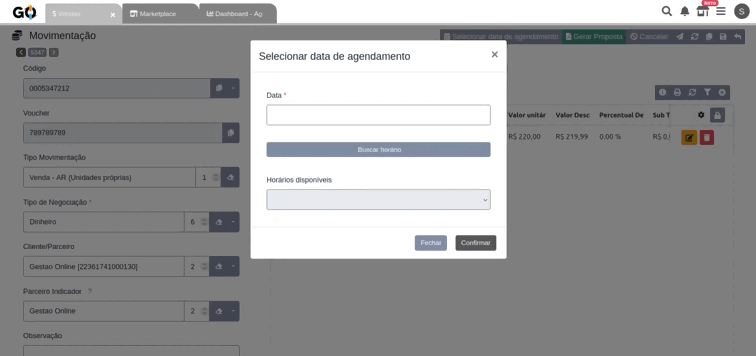 GO
$ Vendas ×
Marketplace
Dashboard - Ag
novo
S
Movimentação
Selecionar data de agendamento
Gerar Proposta
Cancelar
5347
Código
0005347212
Voucher
789789789
Tipo Movimentação
Venda - AR (Unidades próprias) 1
Tipo de Negociação *
Dinheiro 6
Cliente/Parceiro
Gestao Online [22361741000130] 2
Parceiro Indicador ?
Gestao Online 2
Observação
Selecionar data de agendamento ×
Data *
Buscar horário
Horários disponíveis
Fechar
Confirmar
Valor unitár Valor Desc Percentual De Sub T
R$ 220,00 R$ 219,99 0.00 % R$ 0,